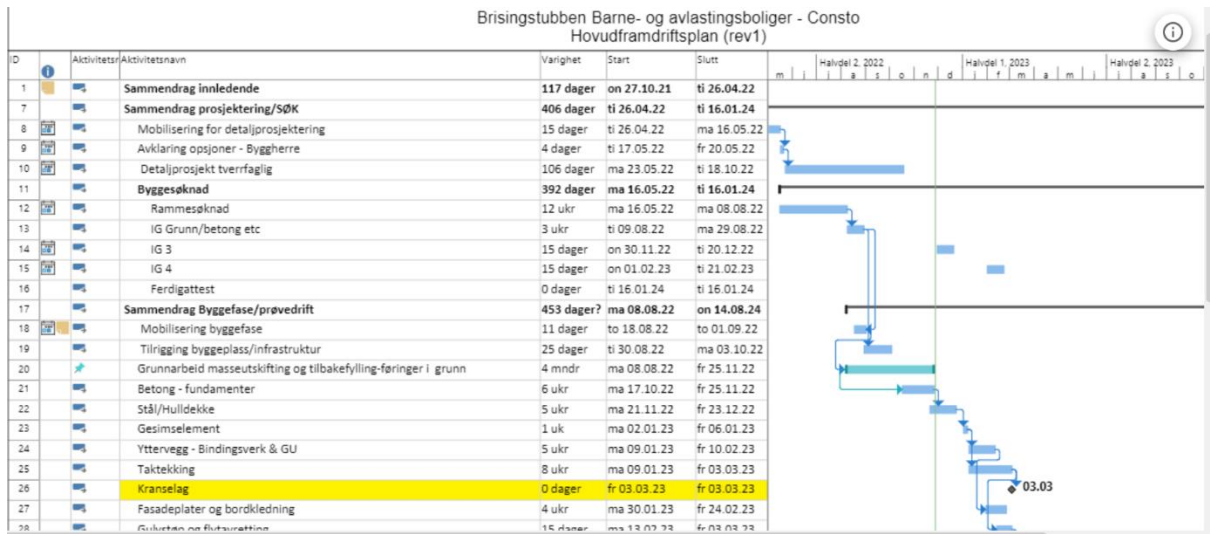 Brisingstubben Barne- og avlastingsboliger - Consto
Hovudframdriftsplan (rev1)
ID Aktivitetsr Aktivitetsnavn Varighet Start Slutt Halvdel 2, 2022 Halvdel 1, 2023 Halvdel 2, 2023
m j j a s o n d j f m a m j j a s o
1 Sammendrag innledende 117 dager on 27.10.21 ti 26.04.22
7 Sammendrag prosjektering/SØK 406 dager ti 26.04.22 ti 16.01.24
8 Mobilisering for detaljprosjektering 15 dager ti 26.04.22 ma 16.05.22
9 Avklaring opsjoner - Byggherre 4 dager ti 17.05.22 fr 20.05.22
10 Detaljprosjekt tverrfaglig 106 dager ma 23.05.22 ti 18.10.22
11 Byggesøknad 392 dager ma 16.05.22 ti 16.01.24
12 Rammesøknad 12 ukr ma 16.05.22 ma 08.08.22
13 IG Grunn/betong etc 3 ukr ti 09.08.22 ma 29.08.22
14 IG 3 15 dager on 30.11.22 ti 20.12.22
15 IG 4 15 dager on 01.02.23 ti 21.02.23
16 Ferdigattest 0 dager ti 16.01.24 ti 16.01.24
17 Sammendrag Byggefase/prøvedrift 453 dager? ma 08.08.22 on 14.08.24
18 Mobilisering byggefase 11 dager to 18.08.22 to 01.09.22
19 Tilrigging byggeplass/infrastruktur 25 dager ti 30.08.22 ma 03.10.22
20 Grunnarbeid masseutskifting og tilbakefylling-føringer i grunn 4 mndr ma 08.08.22 fr 25.11.22
21 Betong - fundamenter 6 ukr ma 17.10.22 fr 25.11.22
22 Stål/Hulldekke 5 ukr ma 21.11.22 fr 23.12.22
23 Gesimselement 1 uk ma 02.01.23 fr 06.01.23
24 Yttervegg - Bindingsverk & GU 5 ukr ma 09.01.23 fr 10.02.23
25 Taktekking 8 ukr ma 09.01.23 fr 03.03.23
26 Kranselag 0 dager fr 03.03.23 fr 03.03.23 03.03
27 Fasadeplater og bordkledning 4 ukr ma 30.01.23 fr 24.02.23
28 Gulvstøp og flytavretting 15 dager ma 13.02.23 fr 03.03.23